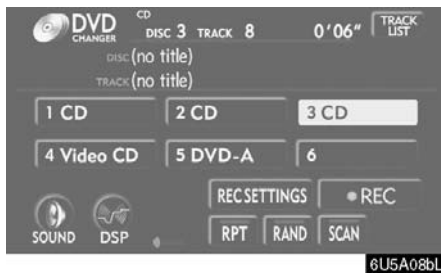 DVD CHANGER CD DISC 3 TRACK 8 0'06" TRACK LIST
DISC (no title)
TRACK (no title)
1 CD 2 CD 3 CD
4 Video CD 5 DVD-A 6
REC SETTINGS ●REC
SOUND DSP RPT RAND SCAN
6U5A08bL